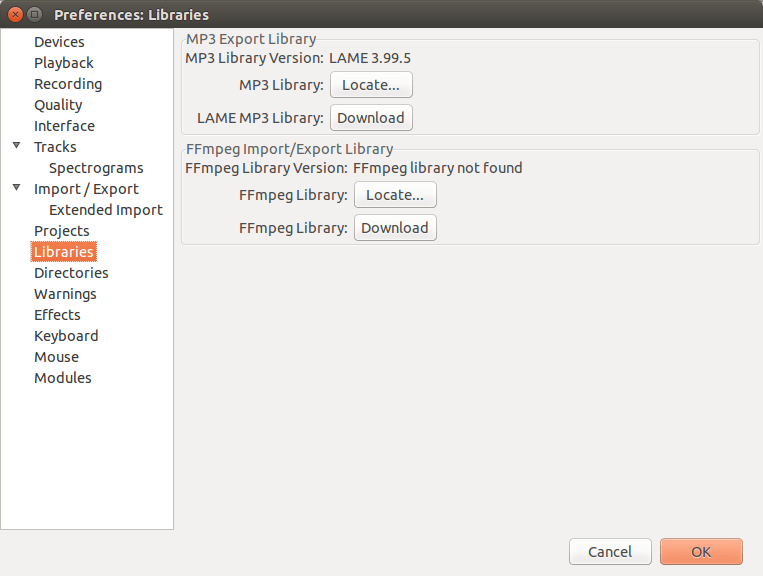 Preferences: Libraries
Devices
Playback
Recording
Quality
Interface
Tracks
Spectrograms
Import / Export
Extended Import
Projects
Libraries
Directories
Warnings
Effects
Keyboard
Mouse
Modules
MP3 Export Library
MP3 Library Version: LAME 3.99.5
MP3 Library: Locate...
LAME MP3 Library: Download
FFmpeg Import/Export Library
FFmpeg Library Version: FFmpeg library not found
FFmpeg Library: Locate...
FFmpeg Library: Download
Cancel OK